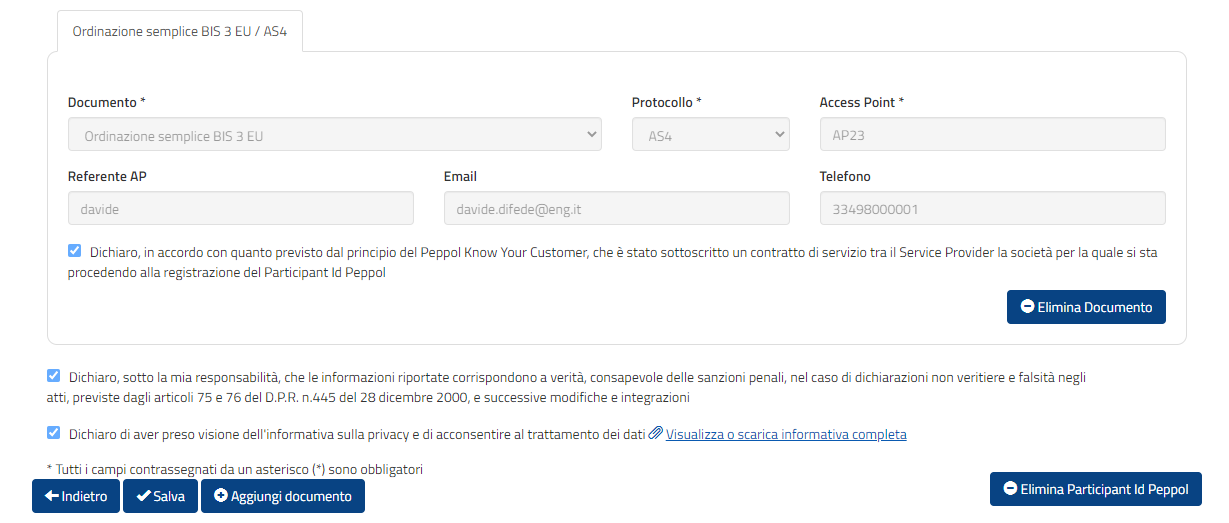 Ordinazione semplice BIS 3 EU / AS4
Documento * Protocollo * Access Point *
Ordinazione semplice BIS 3 EU AS4 AP23
Referente AP Email Telefono
davide davide.difede@eng.it 33498000001
Dichiaro, in accordo con quanto previsto dal principio del Peppol Know Your Customer, che è stato sottoscritto un contratto di servizio tra il Service Provider la società per la quale si sta
procedendo alla registrazione del Participant Id Peppol
Elimina Documento
Dichiaro, sotto la mia responsabilità, che le informazioni riportate corrispondono a verità, consapevole delle sanzioni penali, nel caso di dichiarazioni non veritiere e falsità negli
atti, previste dagli articoli 75 e 76 del D.P.R. n.445 del 28 dicembre 2000, e successive modifiche e integrazioni
Dichiaro di aver preso visione dell'informativa sulla privacy e di acconsentire al trattamento dei dati Visualizza o scarica informativa completa
* Tutti i campi contrassegnati da un asterisco (*) sono obbligatori
Indietro Salva Aggiungi documento Elimina Participant Id Peppol